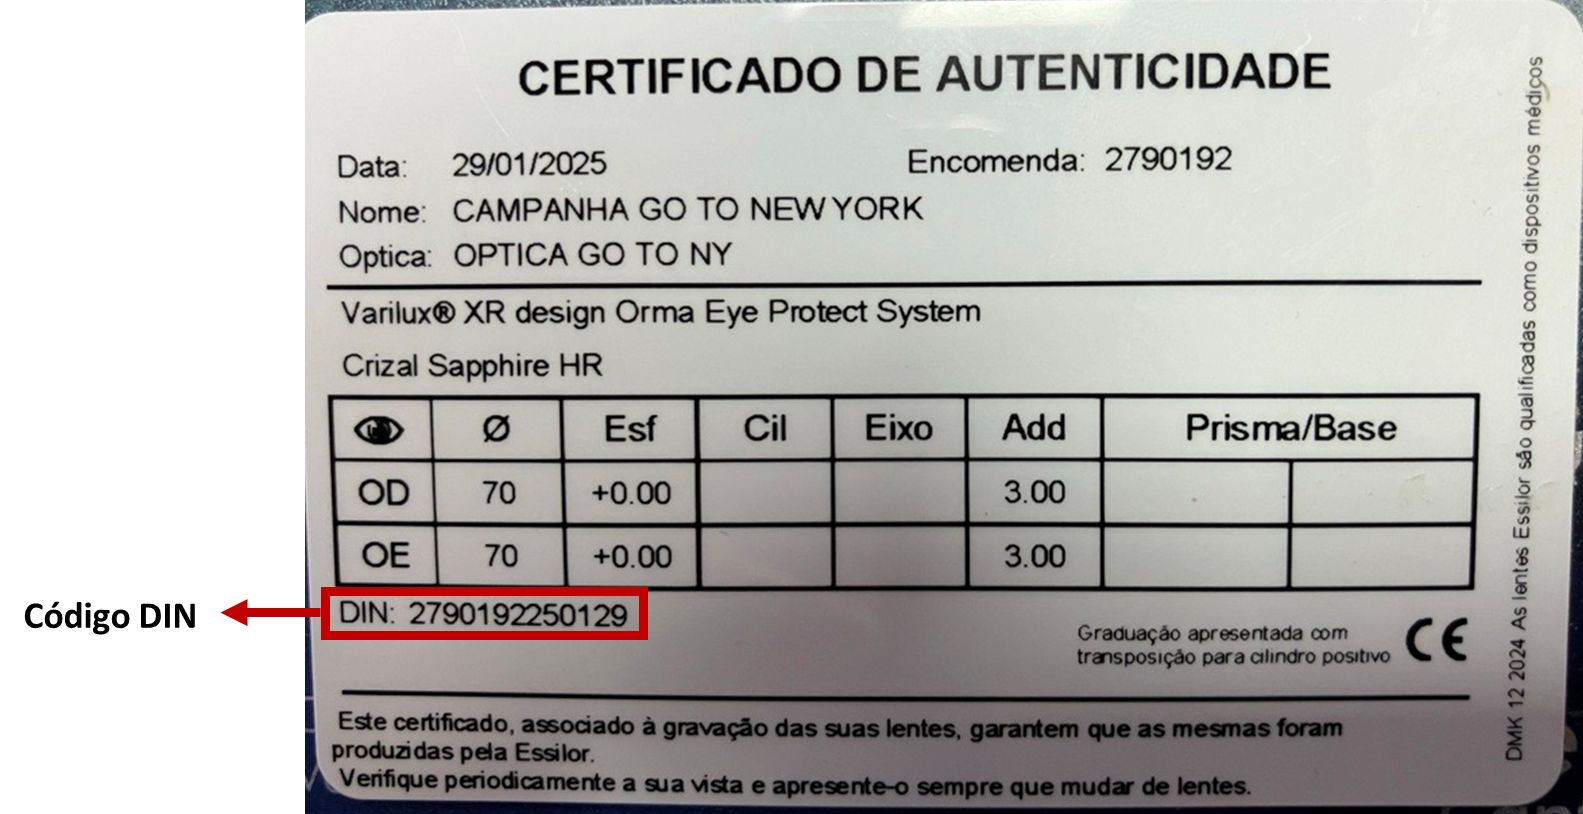 CERTIFICADO DE AUTENTICIDADE
Data: 29/01/2025 Encomenda: 2790192
Nome: CAMPANHA GO TO NEW YORK
Optica: OPTICA GO TO NY
Varilux® XR design Orma Eye Protect System
Crizal Sapphire HR
Ø Esf Cil Eixo Add Prisma/Base
OD 70 +0.00 3.00
OE 70 +0.00 3.00
Código DIN
DIN: 2790192250129
Graduação apresentada com
transposição para cilindro positivo
CE
Este certificado, associado à gravação das suas lentes, garantem que as mesmas foram
produzidas pela Essilor.
Verifique periodicamente a sua vista e apresente-o sempre que mudar de lentes.
DMK 12 2024 As lentes Essilor são qualificadas como dispositivos médicos